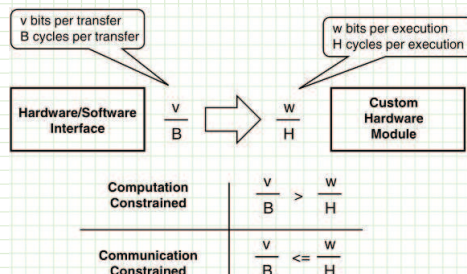 v bits per transfer
B cycles per transfer
w bits per execution
H cycles per execution
Hardware/Software
Interface
v
B
w
H
Custom
Hardware
Module
Computation
Constrained
v
B
>
w
H
Communication
Constrained
v
B
<=
w
H